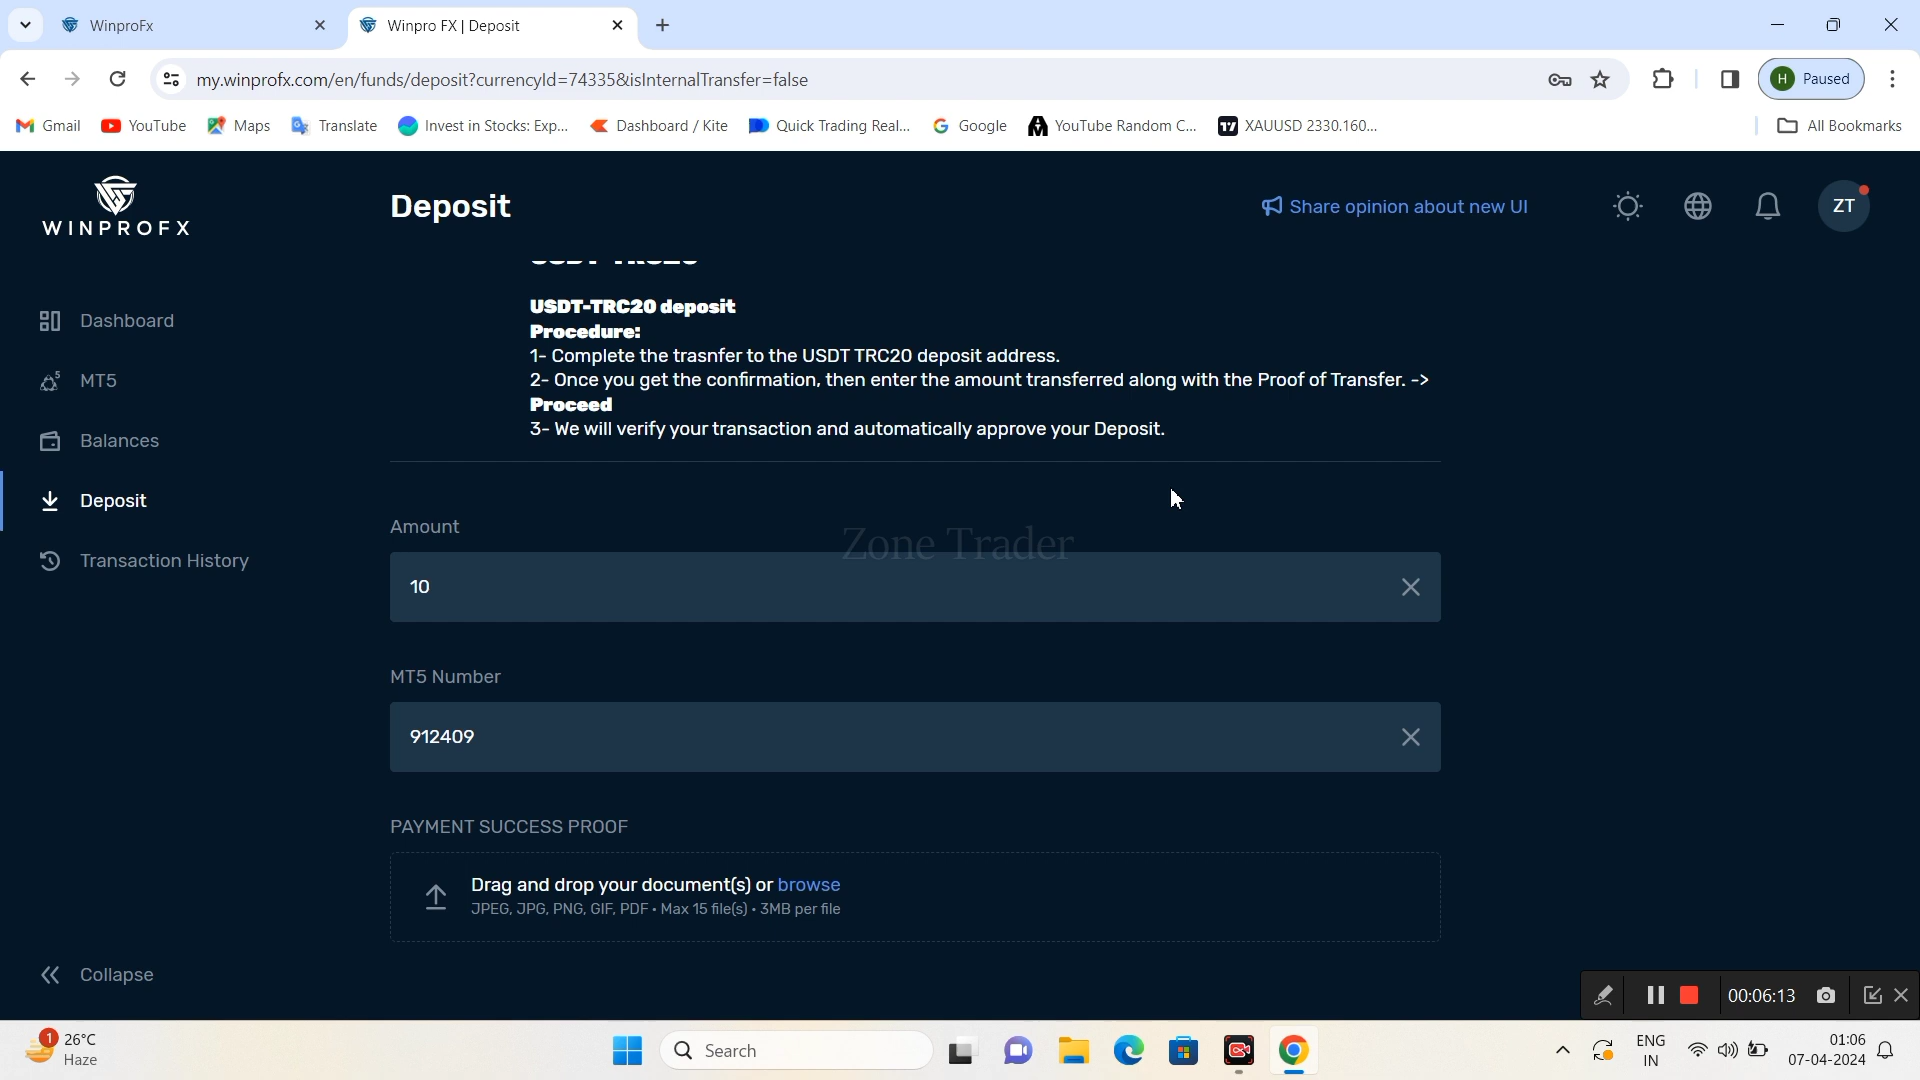 WinproFx
Winpro FX | Deposit
my.winprofx.com/en/funds/deposit?currencyId=74335&isInternalTransfer=false
H Paused
Gmail YouTube Maps Translate Invest in Stocks: Exp... Dashboard / Kite Quick Trading Real... Google YouTube Random C... XAUUSD 2330.160... All Bookmarks
WINPROFX
Deposit
Share opinion about new UI
ZT
Dashboard
MT5
Balances
Deposit
Transaction History
Collapse
USDT-TRC20 deposit
Procedure:
1- Complete the trasnfer to the USDT TRC20 deposit address.
2- Once you get the confirmation, then enter the amount transferred along with the Proof of Transfer. ->
Proceed
3- We will verify your transaction and automatically approve your Deposit.
Amount
Zone Trader
10
MT5 Number
912409
PAYMENT SUCCESS PROOF
Drag and drop your document(s) or browse
JPEG, JPG, PNG, GIF, PDF • Max 15 file(s) • 3MB per file
00:06:13
1
26°C
Haze
Search
ENG
IN
01:06
07-04-2024